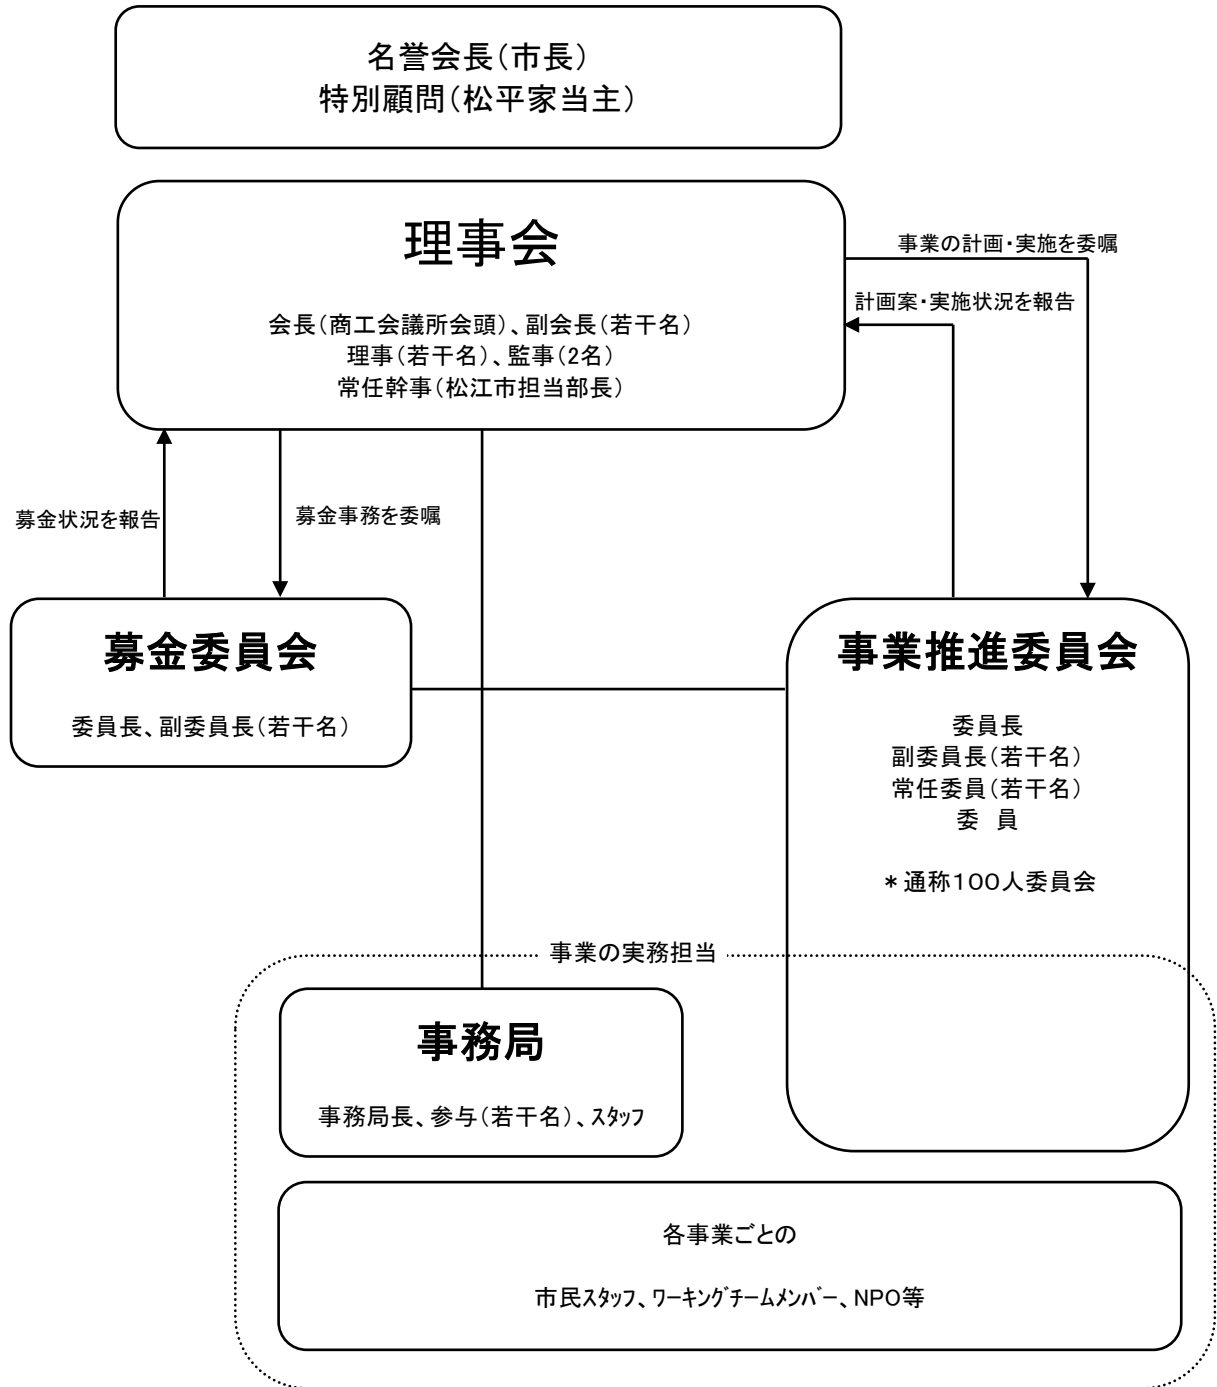 名誉会長(市長)
特別顧問(松平家当主)
理事会
会長(商工会議所会頭)、副会長(若干名)
理事(若干名)、監事(2名)
常任幹事(松江市担当部長)
事業の計画・実施を委嘱
計画案・実施状況を報告
募金状況を報告
募金事務を委嘱
募金委員会
委員長、副委員長(若干名)
事業推進委員会
委員長
副委員長(若干名)
常任委員(若干名)
委 員
*通称100人委員会
事業の実務担当
事務局
事務局長、参与(若干名)、スタッフ
各事業ごとの
市民スタッフ、ワーキングチームメンバー、NPO等